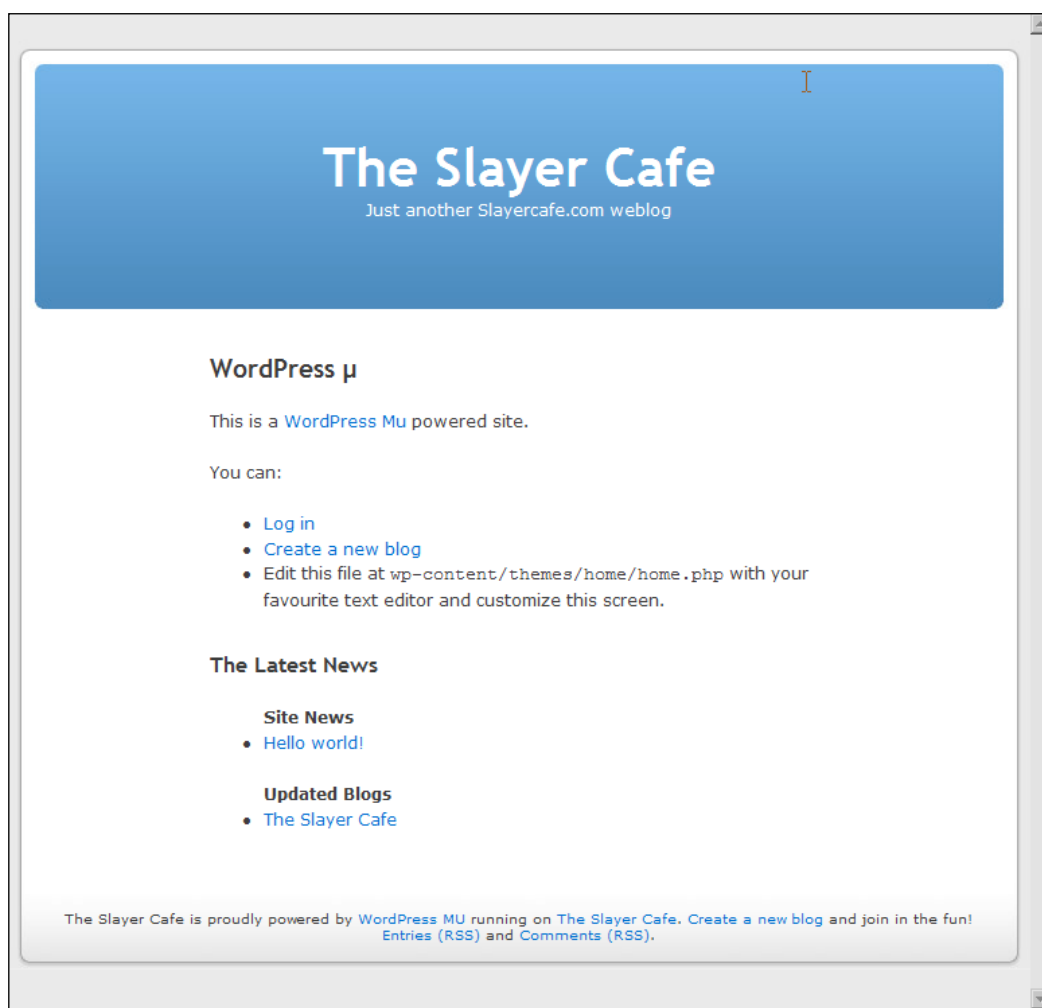 The Slayer Cafe
Just another Slayercafe.com weblog
WordPress µ
This is a WordPress Mu powered site.
You can:
• Log in
• Create a new blog
• Edit this file at wp-content/themes/home/home.php with your
favourite text editor and customize this screen.
The Latest News
Site News
• Hello world!
Updated Blogs
• The Slayer Cafe
The Slayer Cafe is proudly powered by WordPress MU running on The Slayer Cafe. Create a new blog and join in the fun!
Entries (RSS) and Comments (RSS).